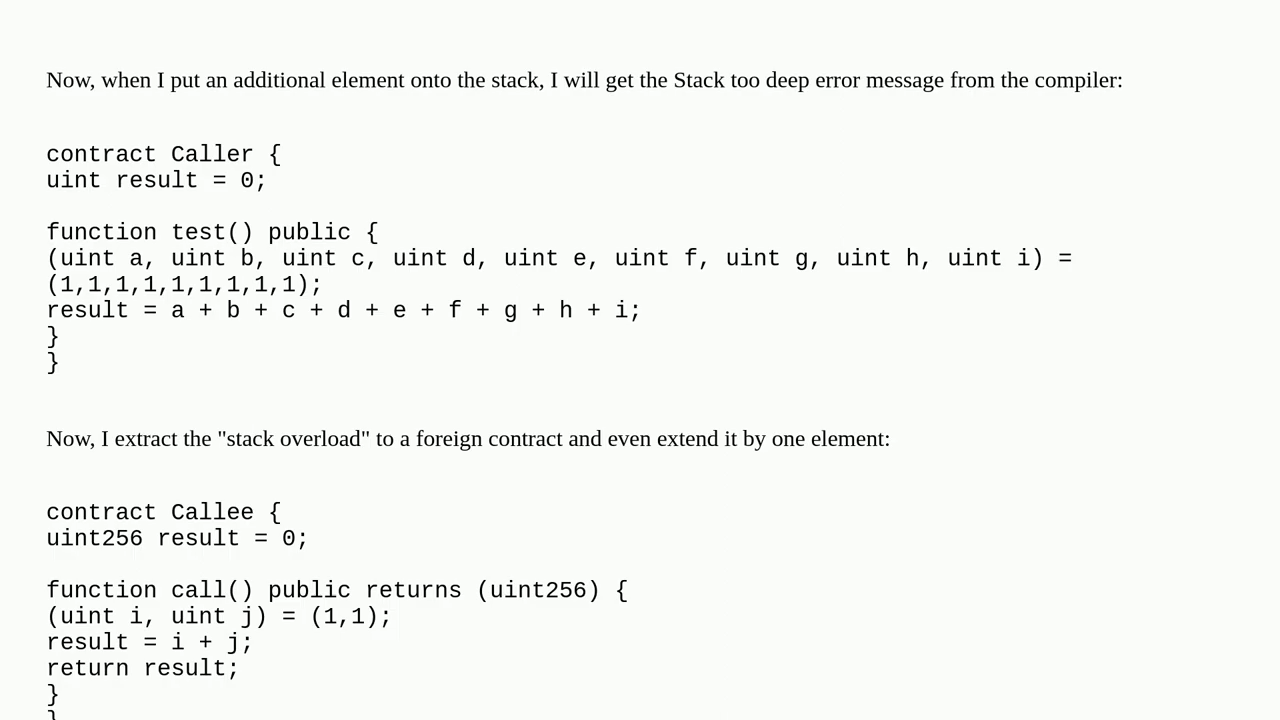 Now, when I put an additional element onto the stack, I will get the Stack too deep error message from the compiler:
contract Caller {
uint result = 0;
function test() public {
(uint a, uint b, uint c, uint d, uint e, uint f, uint g, uint h, uint i) =
(1,1,1,1,1,1,1,1,1);
result = a + b + c + d + e + f + g + h + i;
}
}
Now, I extract the "stack overload" to a foreign contract and even extend it by one element:
contract Callee {
uint256 result = 0;
function call() public returns (uint256) {
(uint i, uint j) = (1,1);
result = i + j;
return result;
}
}